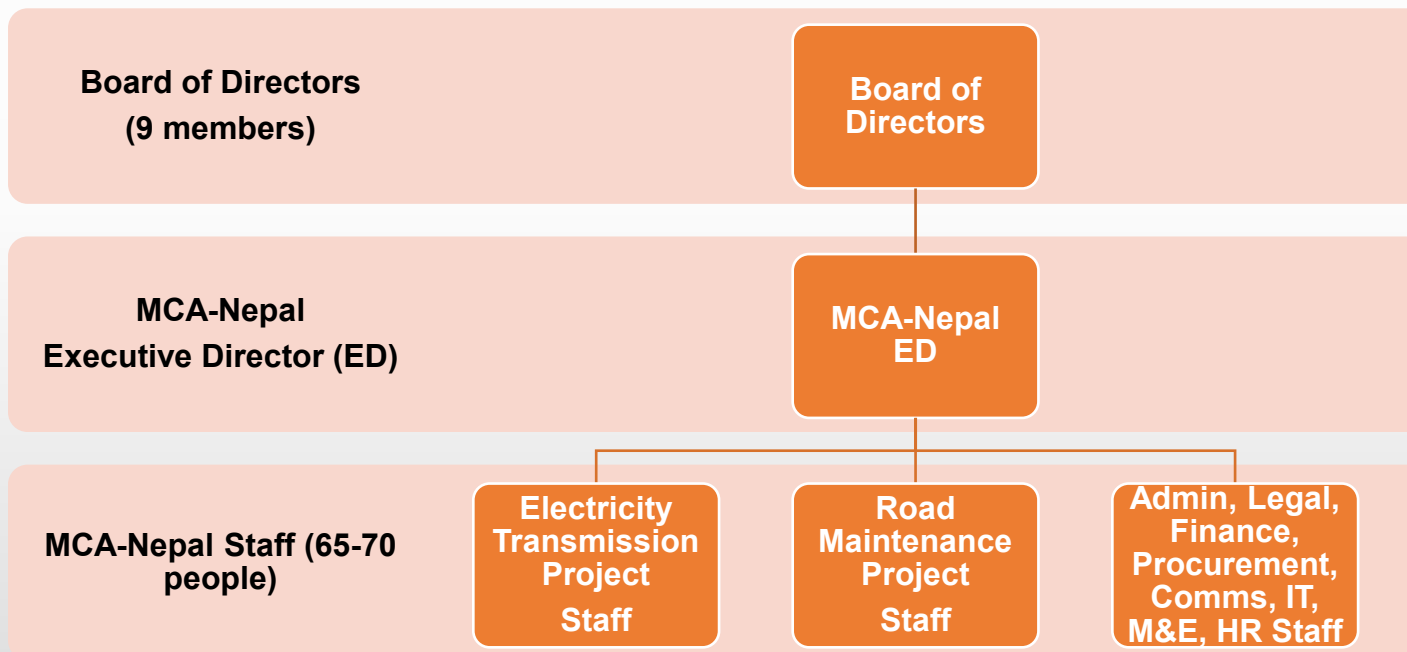 Board of Directors
(9 members)
Board of
Directors
MCA-Nepal
Executive Director (ED)
MCA-Nepal
ED
MCA-Nepal Staff (65-70
people)
Electricity
Transmission
Project
Staff
Road
Maintenance
Project
Staff
Admin, Legal,
Finance,
Procurement,
Comms, IT,
M&E, HR Staff